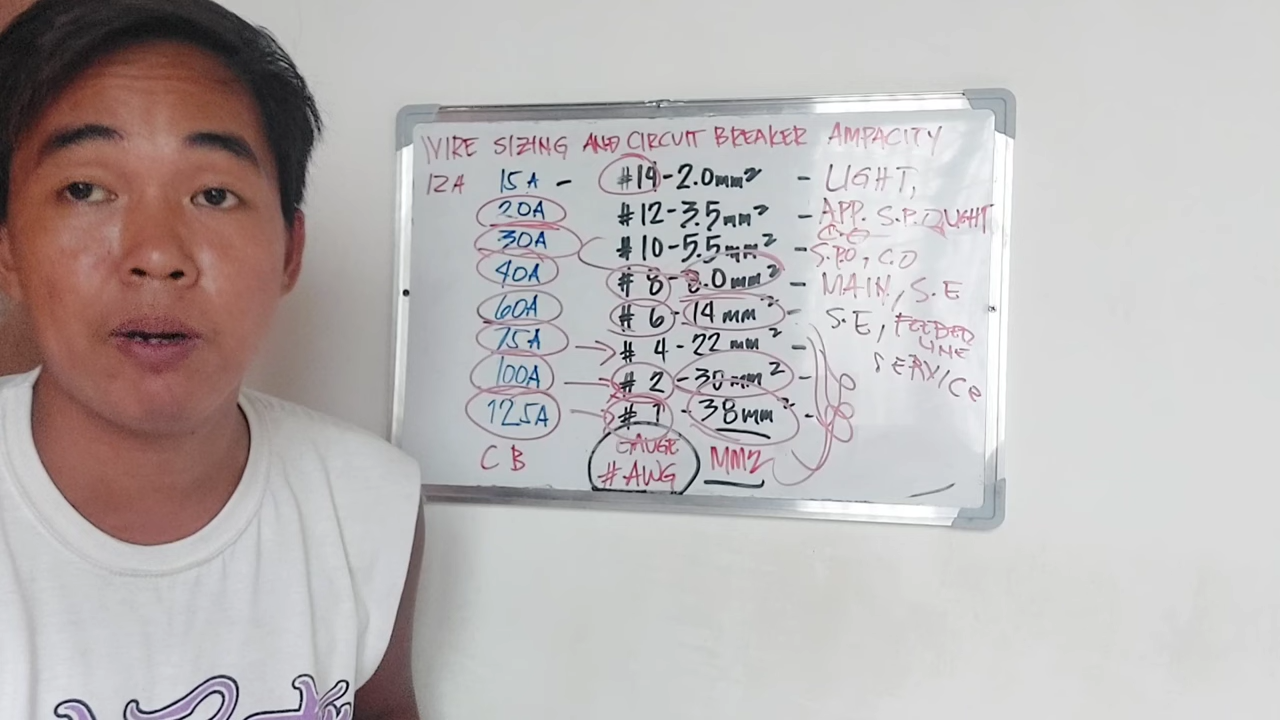 WIRE SIZING AND CIRCUIT BREAKER AMPACITY
12A 15A - #14-2.0mm² - LIGHT,
20A #12-3.5mm² - APP. S.P.O LIGHT
C.O
30A #10-5.5mm² - S.P.O, C.O
40A #8-8.0mm² - MAIN, S.E
60A #6-14mm² - S.E, FEEDER
LINE
75A → #4-22mm² - SERVICE
100A → #2-30mm² -
125A → #1-38mm² -
CB GAUGE MM2
#AWG